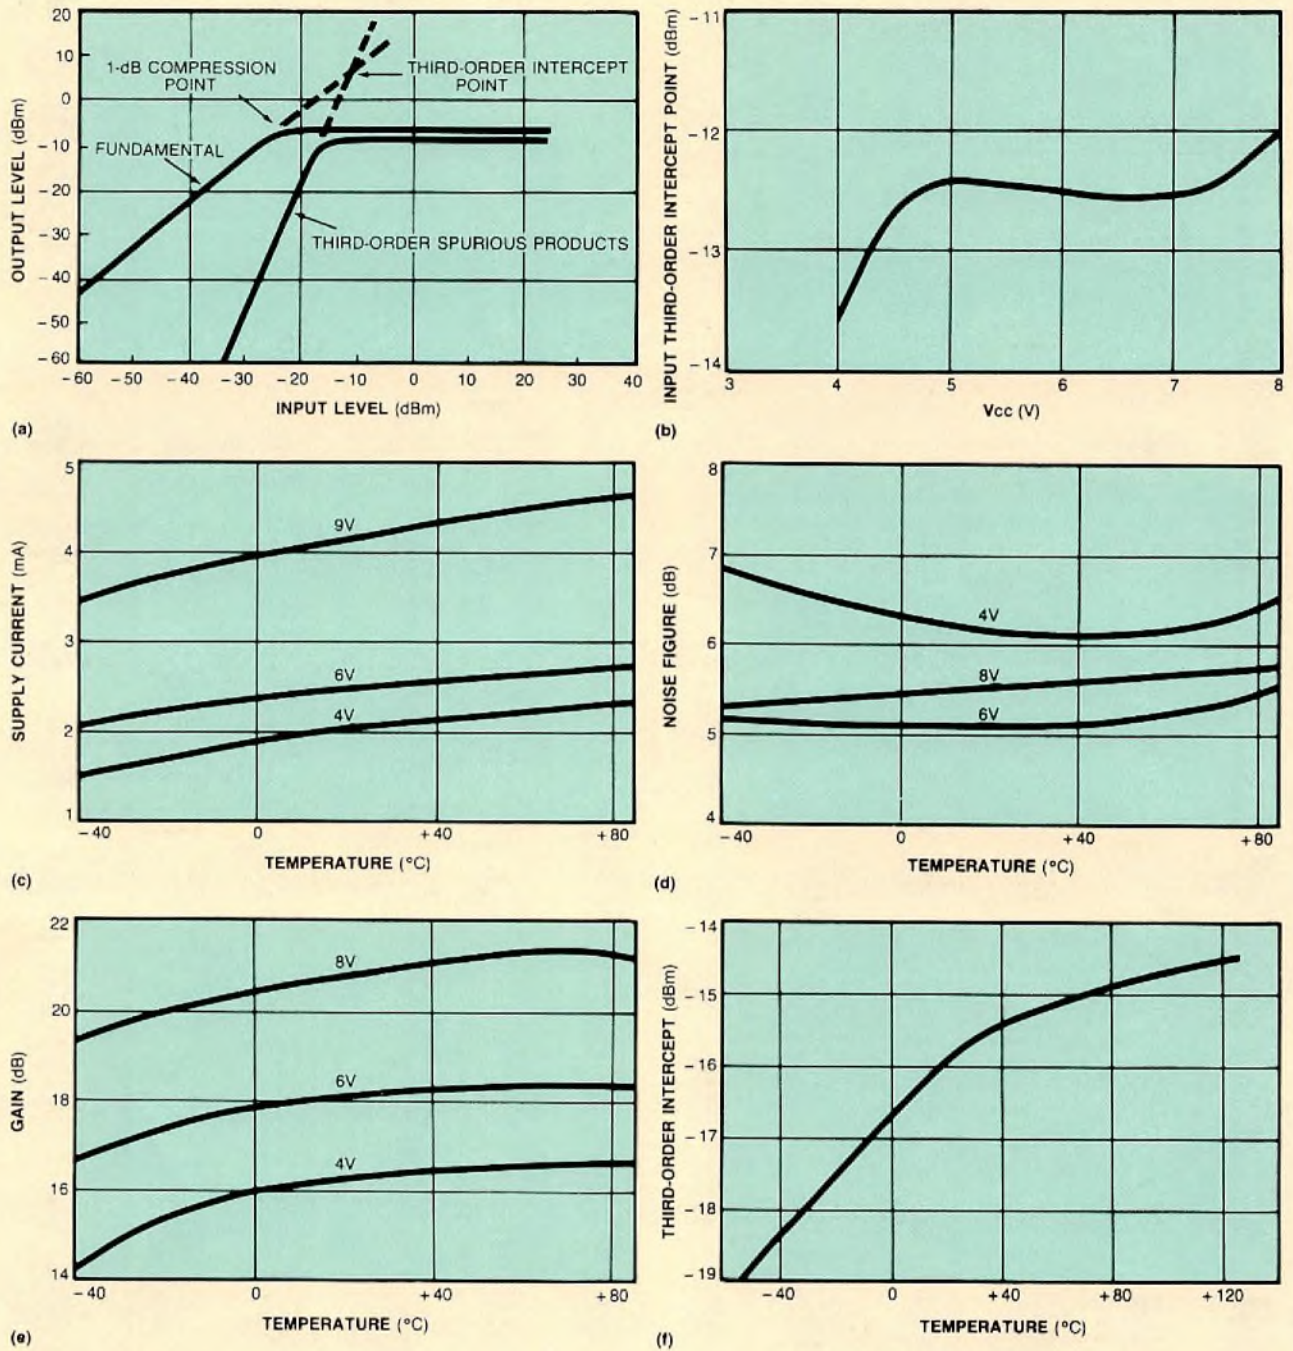 20
10
0
-10
-20
-40
-50
-60
OUTPUT LEVEL (dBm)
1-dB COMPRESSION
POINT
THIRD-ORDER INTERCEPT
POINT
FUNDAMENTAL
THIRD-ORDER SPURIOUS PRODUCTS
-60 -50 -40 -30 -20 -10 0 10 20 30 40
INPUT LEVEL (dBm)
(a)
-11
-12
-13
-14
INPUT THIRD-ORDER INTERCEPT POINT (dBm)
3 4 5 6 7 8
Vcc (V)
(b)
5
4
3
2
1
SUPPLY CURRENT (mA)
9V
6V
4V
-40 0 +40 +80
TEMPERATURE (°C)
(c)
8
7
6
5
4
NOISE FIGURE (dB)
4V
8V
6V
-40 0 +40 +80
TEMPERATURE (°C)
(d)
22
20
18
16
14
GAIN (dB)
8V
6V
4V
-40 0 +40 +80
TEMPERATURE (°C)
(e)
-14
-15
-16
-17
-18
-19
THIRD-ORDER INTERCEPT (dBm)
-40 0 +40 +80 +120
TEMPERATURE (°C)
(f)